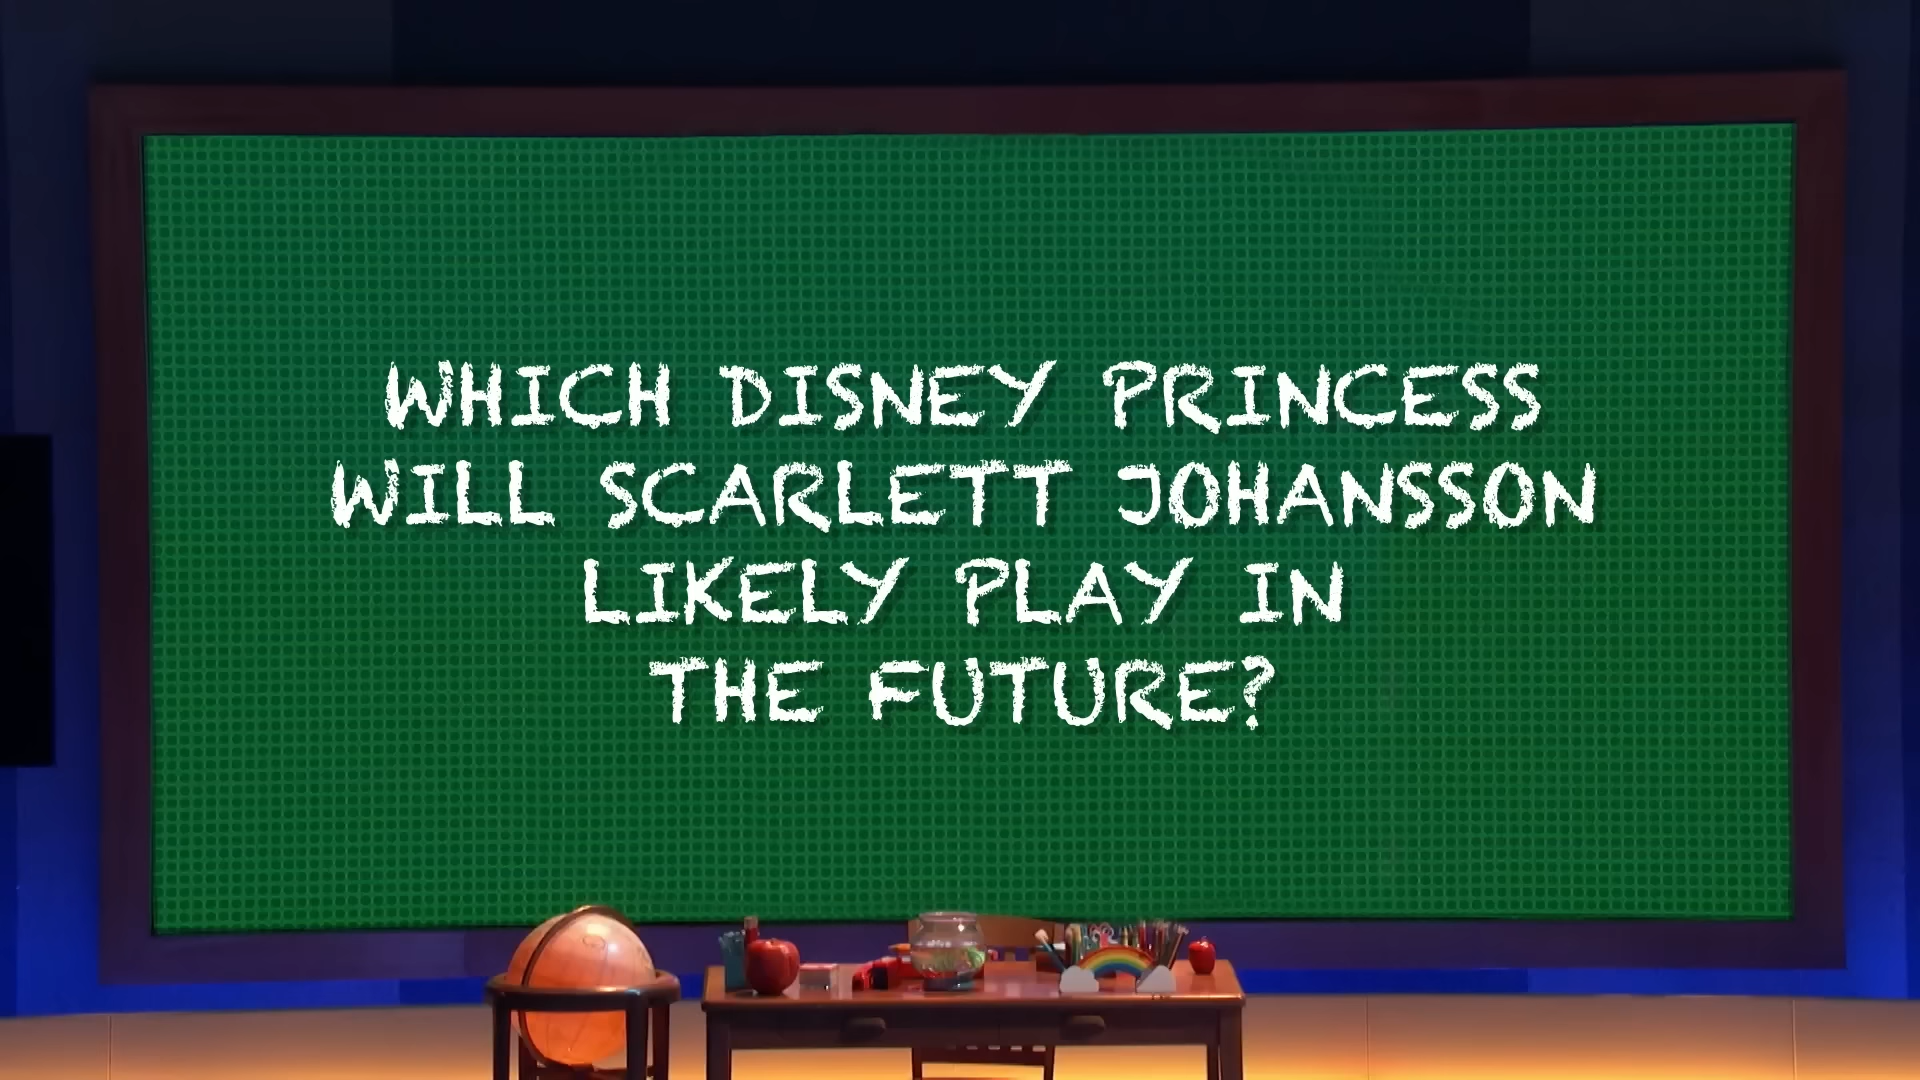 WHICH DISNEY PRINCESS
WILL SCARLETT JOHANSSON
LIKELY PLAY IN
THE FUTURE?